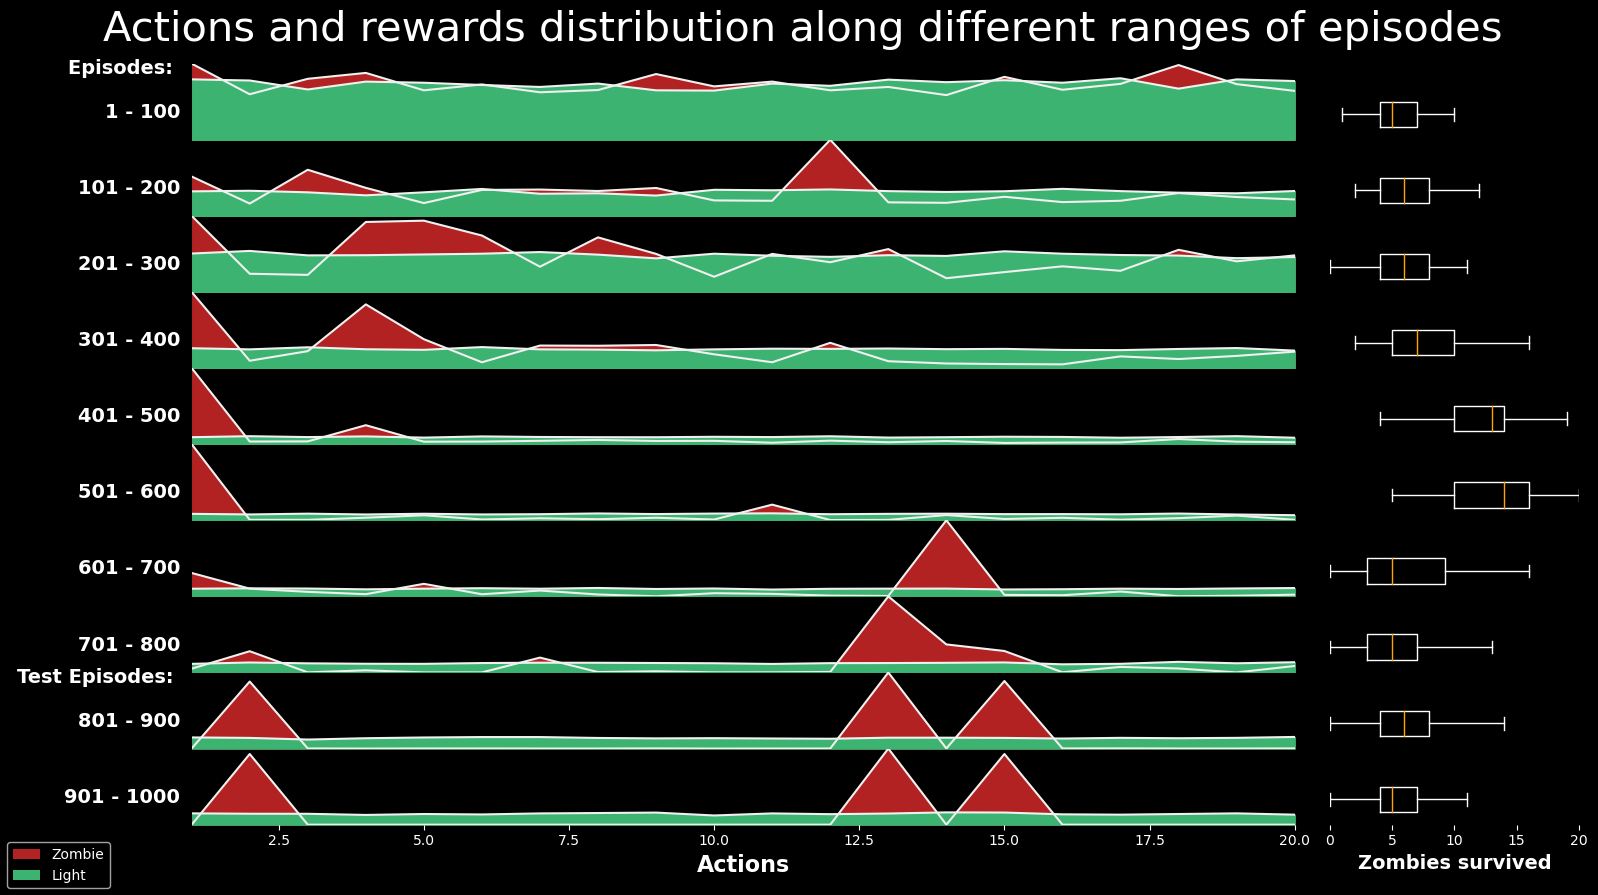 Actions and rewards distribution along different ranges of episodes
Episodes:
1 - 100
101 - 200
201 - 300
301 - 400
401 - 500
501 - 600
601 - 700
701 - 800
Test Episodes:
801 - 900
901 - 1000
2.5 5.0 7.5 10.0 12.5 15.0 17.5 20.0
0 5 10 15 20
Actions
Zombies survived
Zombie
Light